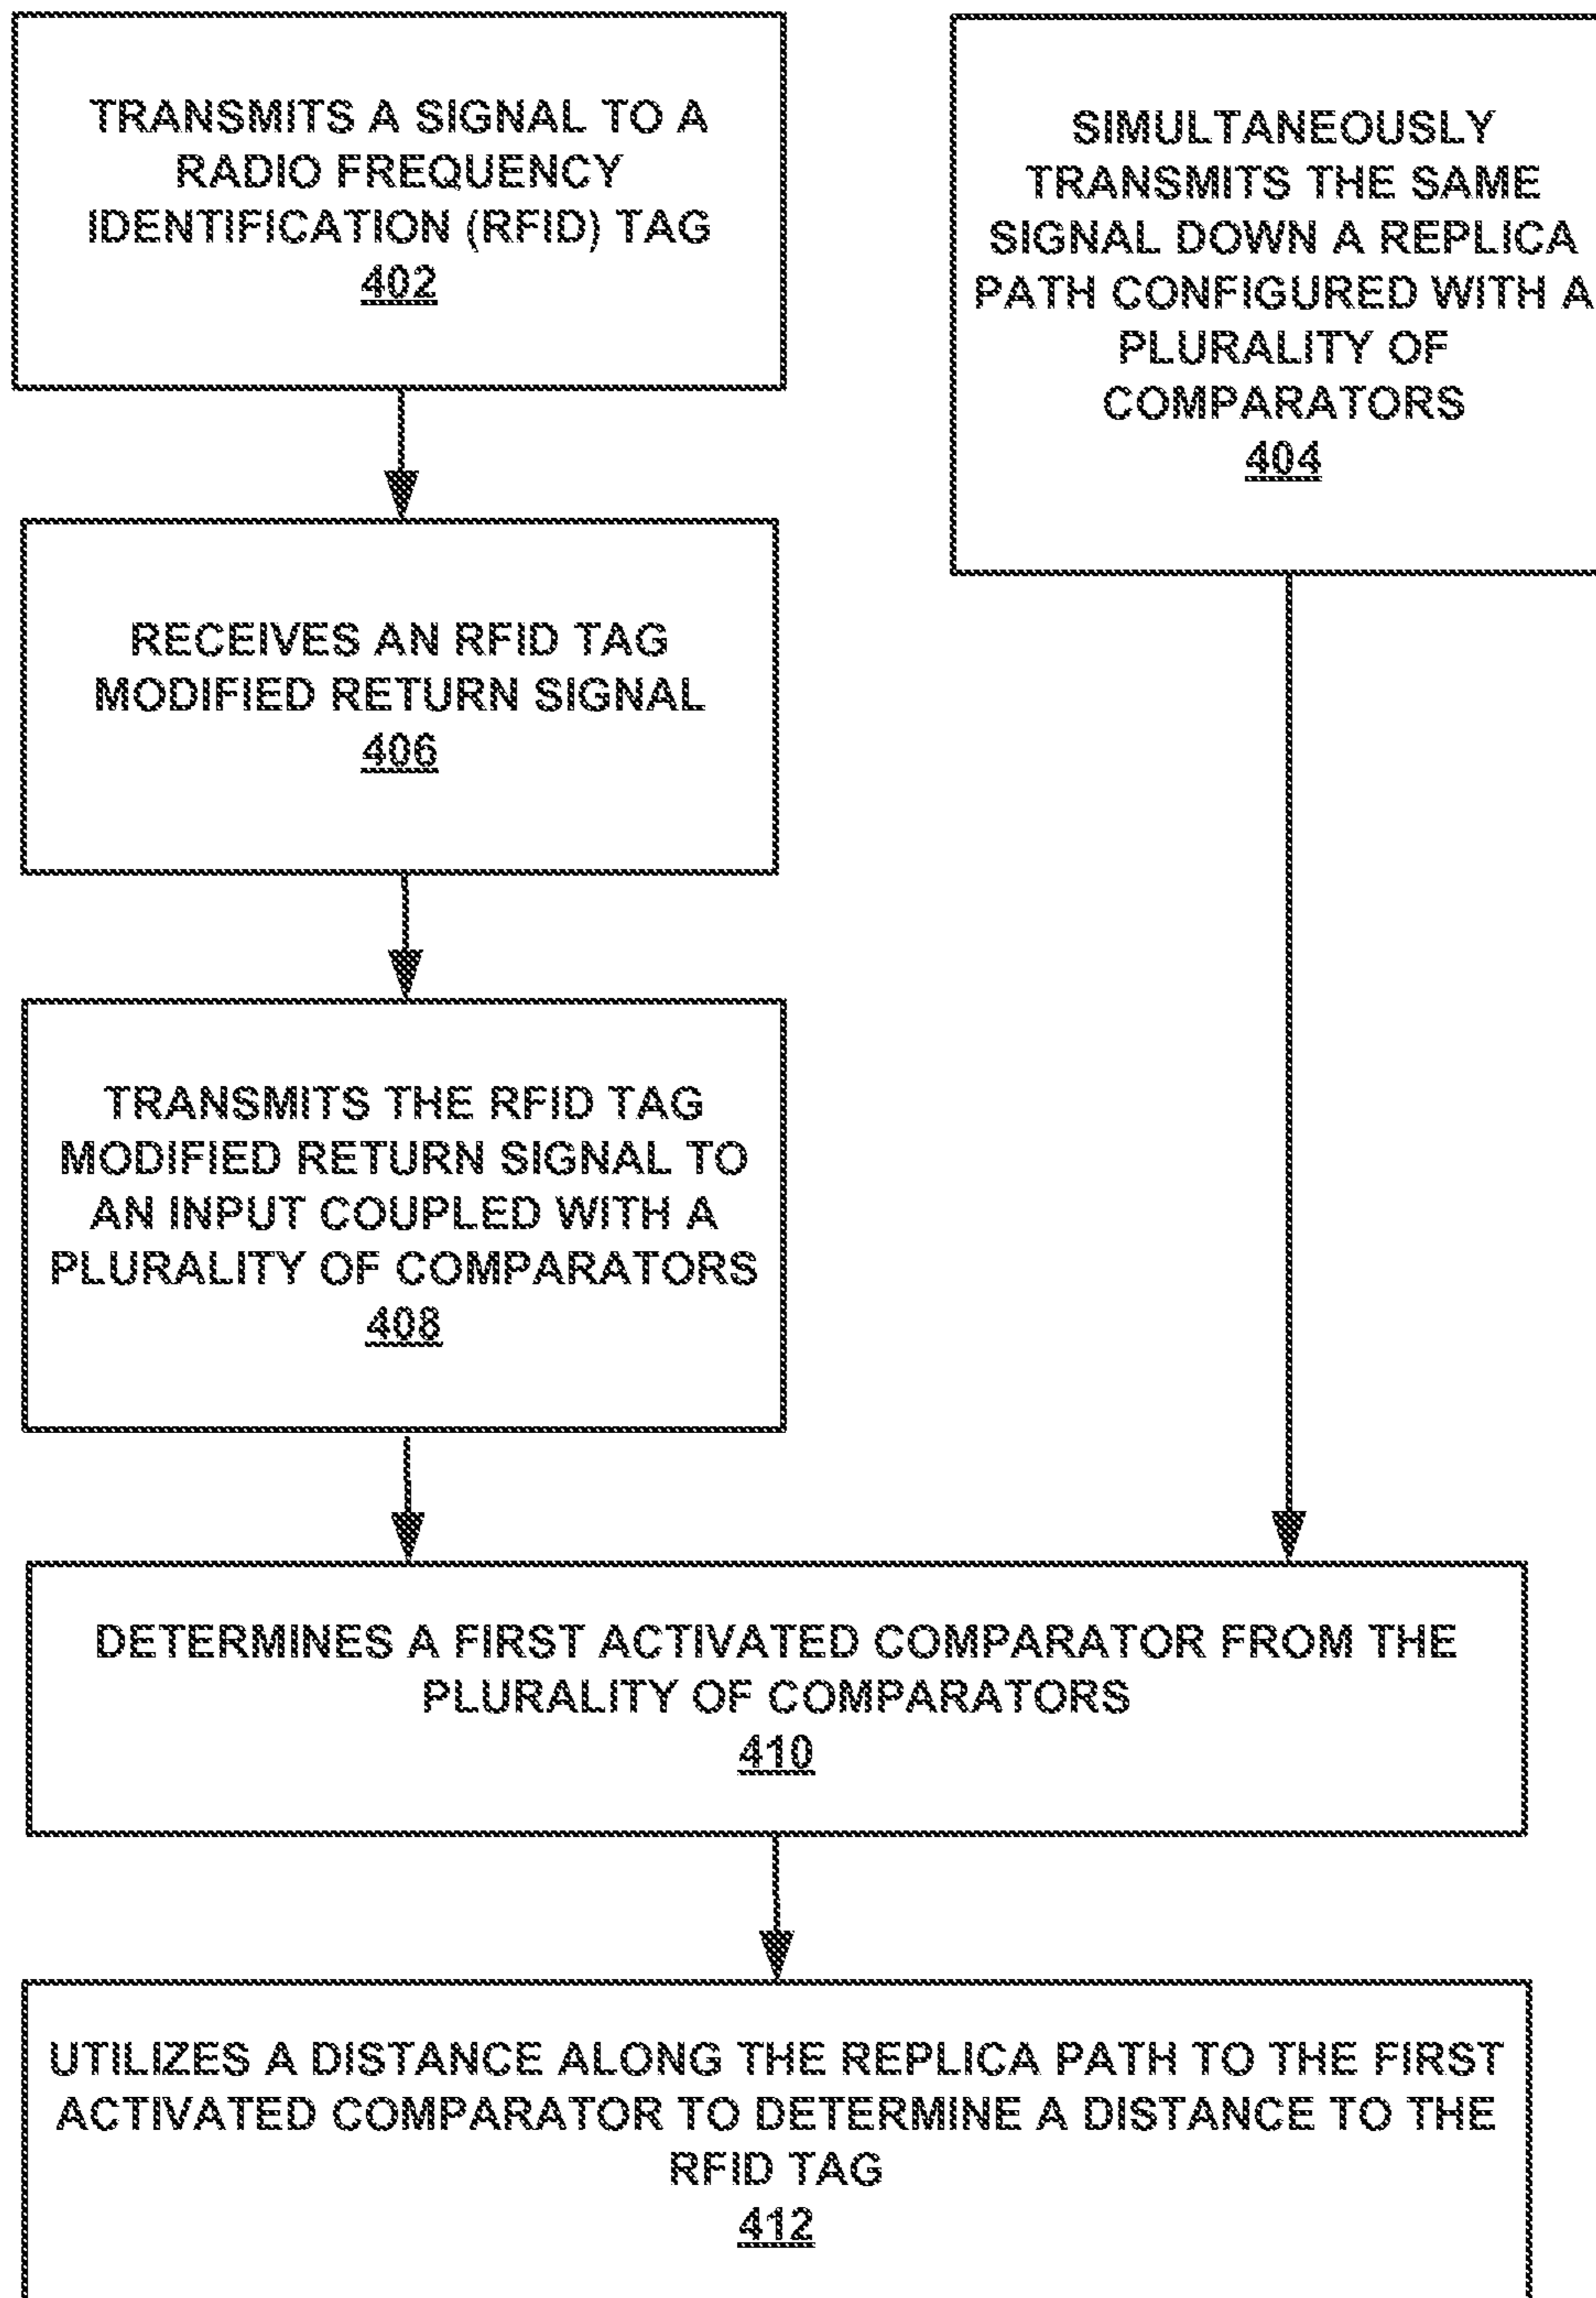 TRANSMITS A SIGNAL TO A
RADIO FREQUENCY
IDENTIFICATION (RFID) TAG
402
SIMULTANEOUSLY
TRANSMITS THE SAME
SIGNAL DOWN A REPLICA
PATH CONFIGURED WITH A
PLURALITY OF
COMPARATORS
404
RECEIVES AN RFID TAG
MODIFIED RETURN SIGNAL
406
TRANSMITS THE RFID TAG
MODIFIED RETURN SIGNAL TO
AN INPUT COUPLED WITH A
PLURALITY OF COMPARATORS
408
DETERMINES A FIRST ACTIVATED COMPARATOR FROM THE
PLURALITY OF COMPARATORS
410
UTILIZES A DISTANCE ALONG THE REPLICA PATH TO THE FIRST
ACTIVATED COMPARATOR TO DETERMINE A DISTANCE TO THE
RFID TAG
412